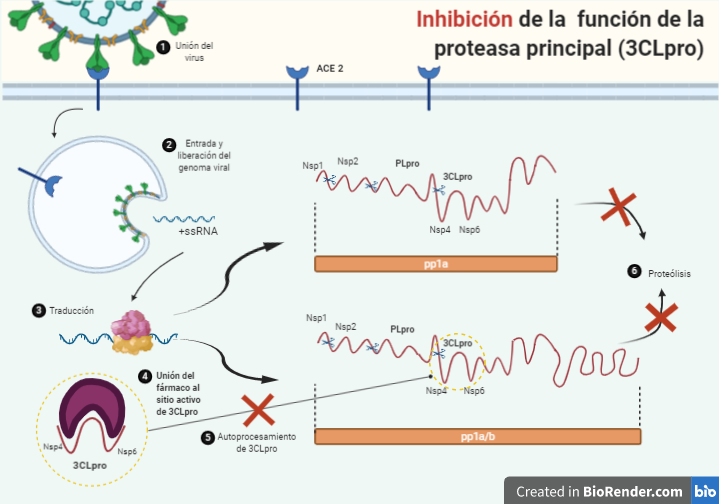 Inhibición de la función de la
proteasa principal (3CLpro)
1 Unión del
virus
ACE 2
2 Entrada y
liberación del
genoma viral
+ssRNA
Nsp1
Nsp2
PLpro
3CLpro
Nsp4
Nsp6
pp1a
6 Proteólisis
3 Traducción
Nsp1
Nsp2
PLpro
3CLpro
Nsp4
Nsp6
pp1a/b
4 Unión del
fármaco al
sitio activo
de 3CLpro
Nsp4
Nsp6
3CLpro
5 Autoprocesamiento
de 3CLpro
Created in BioRender.com bio